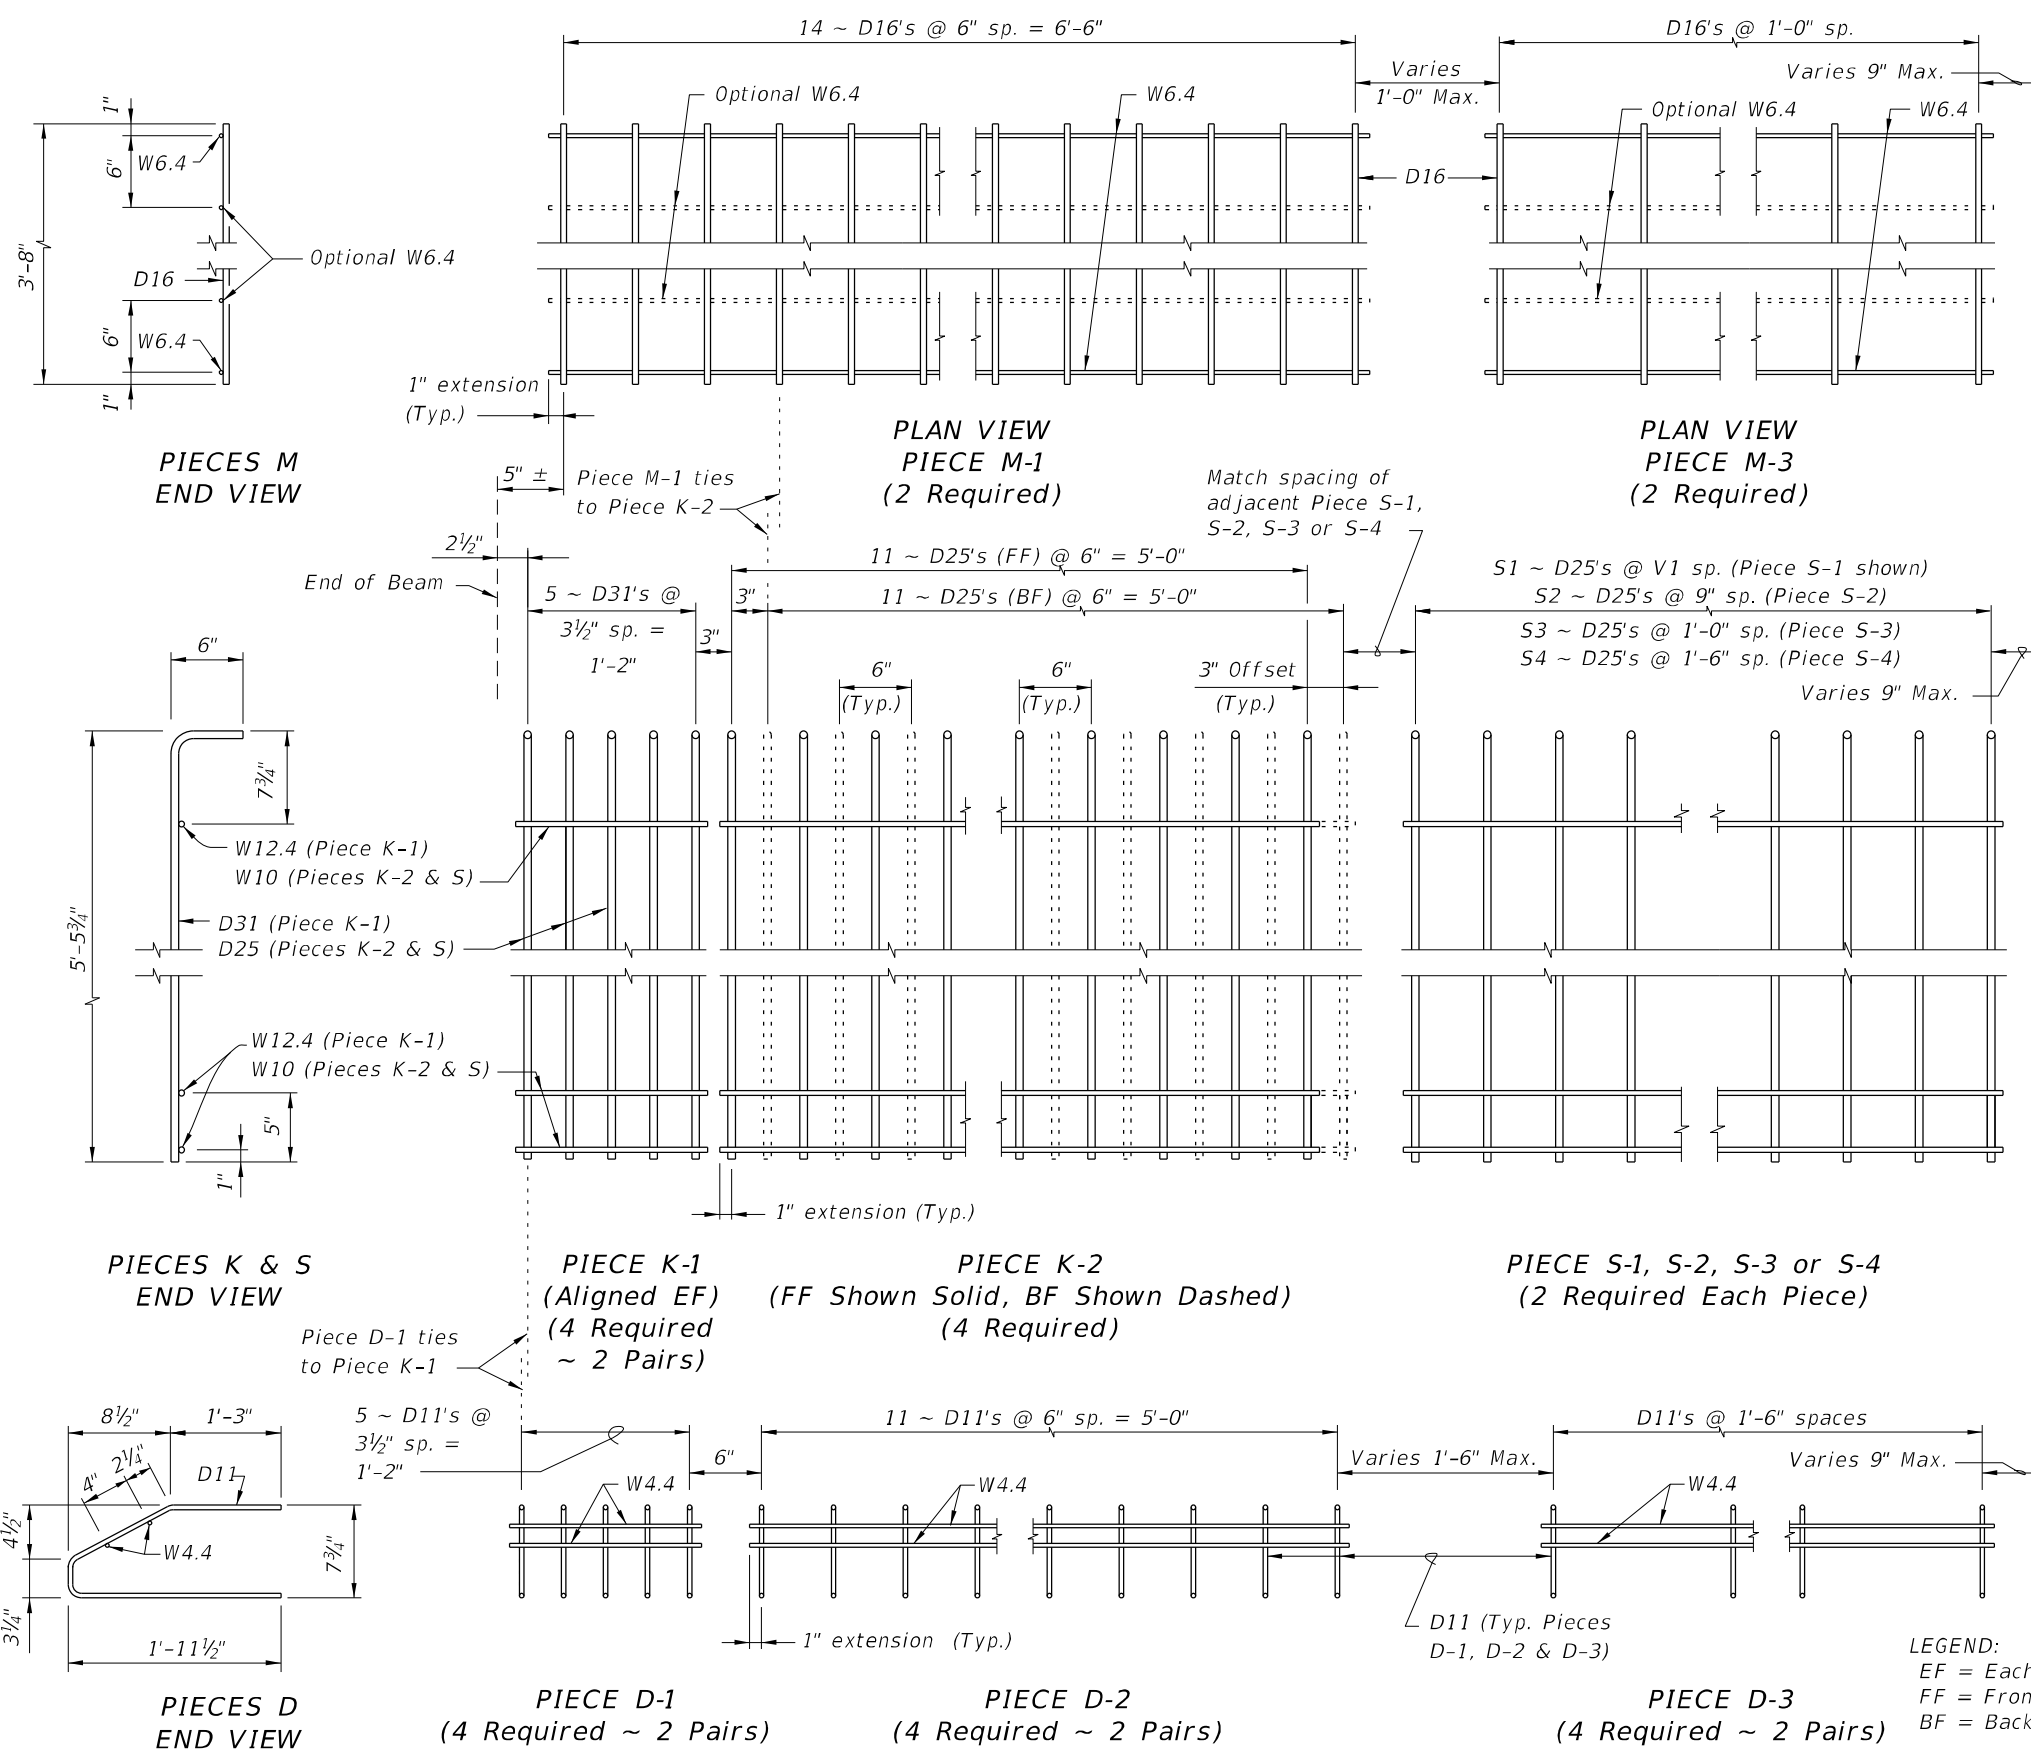 14 ~ D16's @ 6" sp. = 6'-6"
D16's @ 1'-0" sp.
Varies
1'-0" Max.
Varies 9" Max.
1"
6"
W6.4
3'-8"
Optional W6.4
D16
6"
W6.4
1"
Optional W6.4
W6.4
D16
Optional W6.4
W6.4
1" extension
(Typ.)
PIECES M
END VIEW
PLAN VIEW
PIECE M-1
(2 Required)
PLAN VIEW
PIECE M-3
(2 Required)
5" ±
Piece M-1 ties
to Piece K-2
Match spacing of
adjacent Piece S-1,
S-2, S-3 or S-4
2½"
End of Beam
5 ~ D31's @
3½" sp. =
1'-2"
3"
3"
11 ~ D25's (FF) @ 6" = 5'-0"
11 ~ D25's (BF) @ 6" = 5'-0"
6"
(Typ.)
6"
(Typ.)
3" Offset
(Typ.)
S1 ~ D25's @ V1 sp. (Piece S-1 shown)
S2 ~ D25's @ 9" sp. (Piece S-2)
S3 ~ D25's @ 1'-0" sp. (Piece S-3)
S4 ~ D25's @ 1'-6" sp. (Piece S-4)
Varies 9" Max.
6"
7¾"
5'-5¾"
W12.4 (Piece K-1)
W10 (Pieces K-2 & S)
D31 (Piece K-1)
D25 (Pieces K-2 & S)
W12.4 (Piece K-1)
W10 (Pieces K-2 & S)
5"
1"
1" extension (Typ.)
PIECES K & S
END VIEW
PIECE K-1
(Aligned EF)
(4 Required
~ 2 Pairs)
PIECE K-2
(FF Shown Solid, BF Shown Dashed)
(4 Required)
PIECE S-1, S-2, S-3 or S-4
(2 Required Each Piece)
Piece D-1 ties
to Piece K-1
8½"
1'-3"
4"
2¼"
D11
4½"
W4.4
7¾"
3¼"
1'-11½"
5 ~ D11's @
3½" sp. =
1'-2"
6"
W4.4
11 ~ D11's @ 6" sp. = 5'-0"
W4.4
Varies 1'-6" Max.
D11's @ 1'-6" spaces
Varies 9" Max.
W4.4
1" extension (Typ.)
D11 (Typ. Pieces
D-1, D-2 & D-3)
LEGEND:
EF = Each
FF = Fron
BF = Back
PIECES D
END VIEW
PIECE D-1
(4 Required ~ 2 Pairs)
PIECE D-2
(4 Required ~ 2 Pairs)
PIECE D-3
(4 Required ~ 2 Pairs)